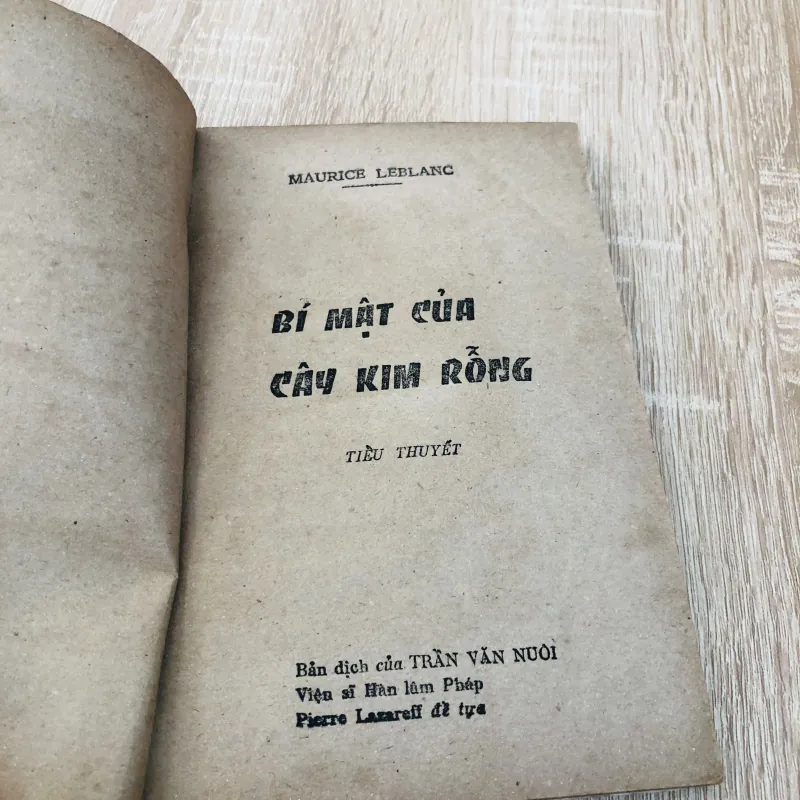 MAURICE LEBLANC
BÍ MẬT CỦA
CÂY KIM RỖNG
TIỂU THUYẾT
Bản dịch của TRẦN VĂN NUÔI
Viện sĩ Hàn lâm Pháp
Pierre Lazareff đề tựa